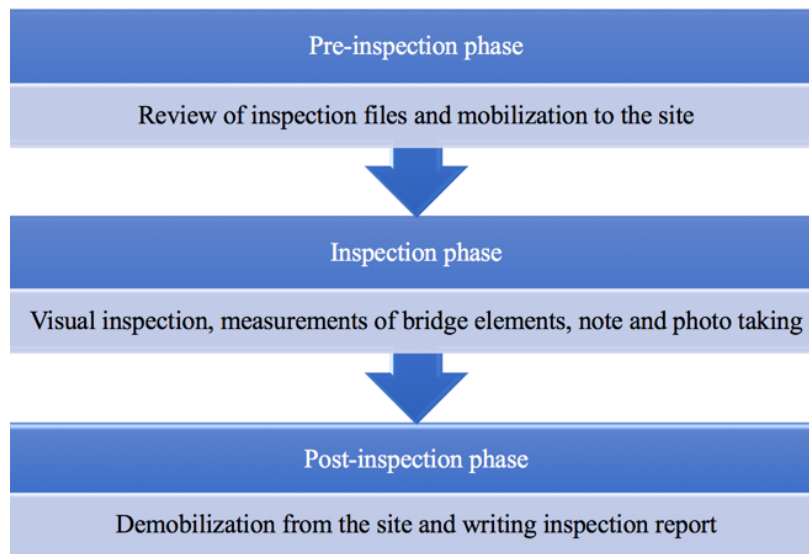 Pre-inspection phase
Review of inspection files and mobilization to the site
Inspection phase
Visual inspection, measurements of bridge elements, note and photo taking
Post-inspection phase
Demobilization from the site and writing inspection report